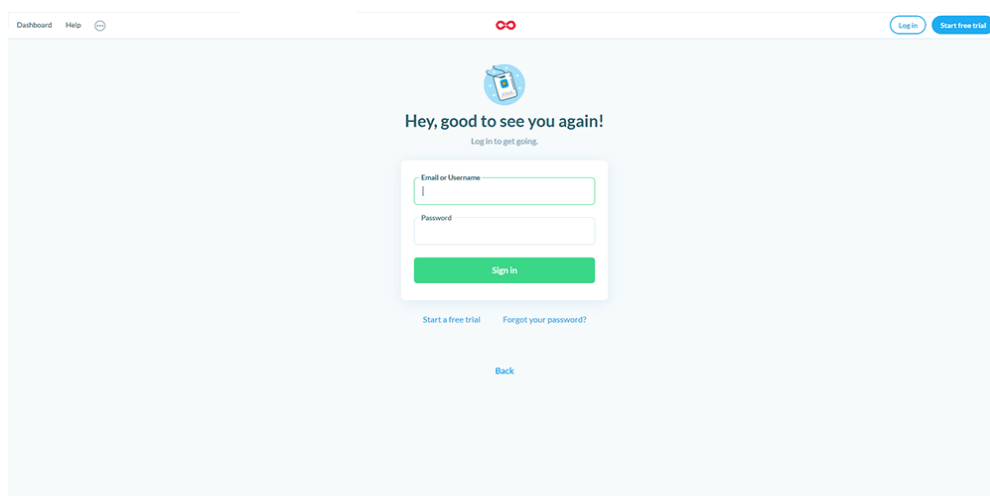 Dashboard Help
Log in Start free trial
Hey, good to see you again!
Log in to get going.
Email or Username
Password
Sign in
Start a free trial Forgot your password?
Back